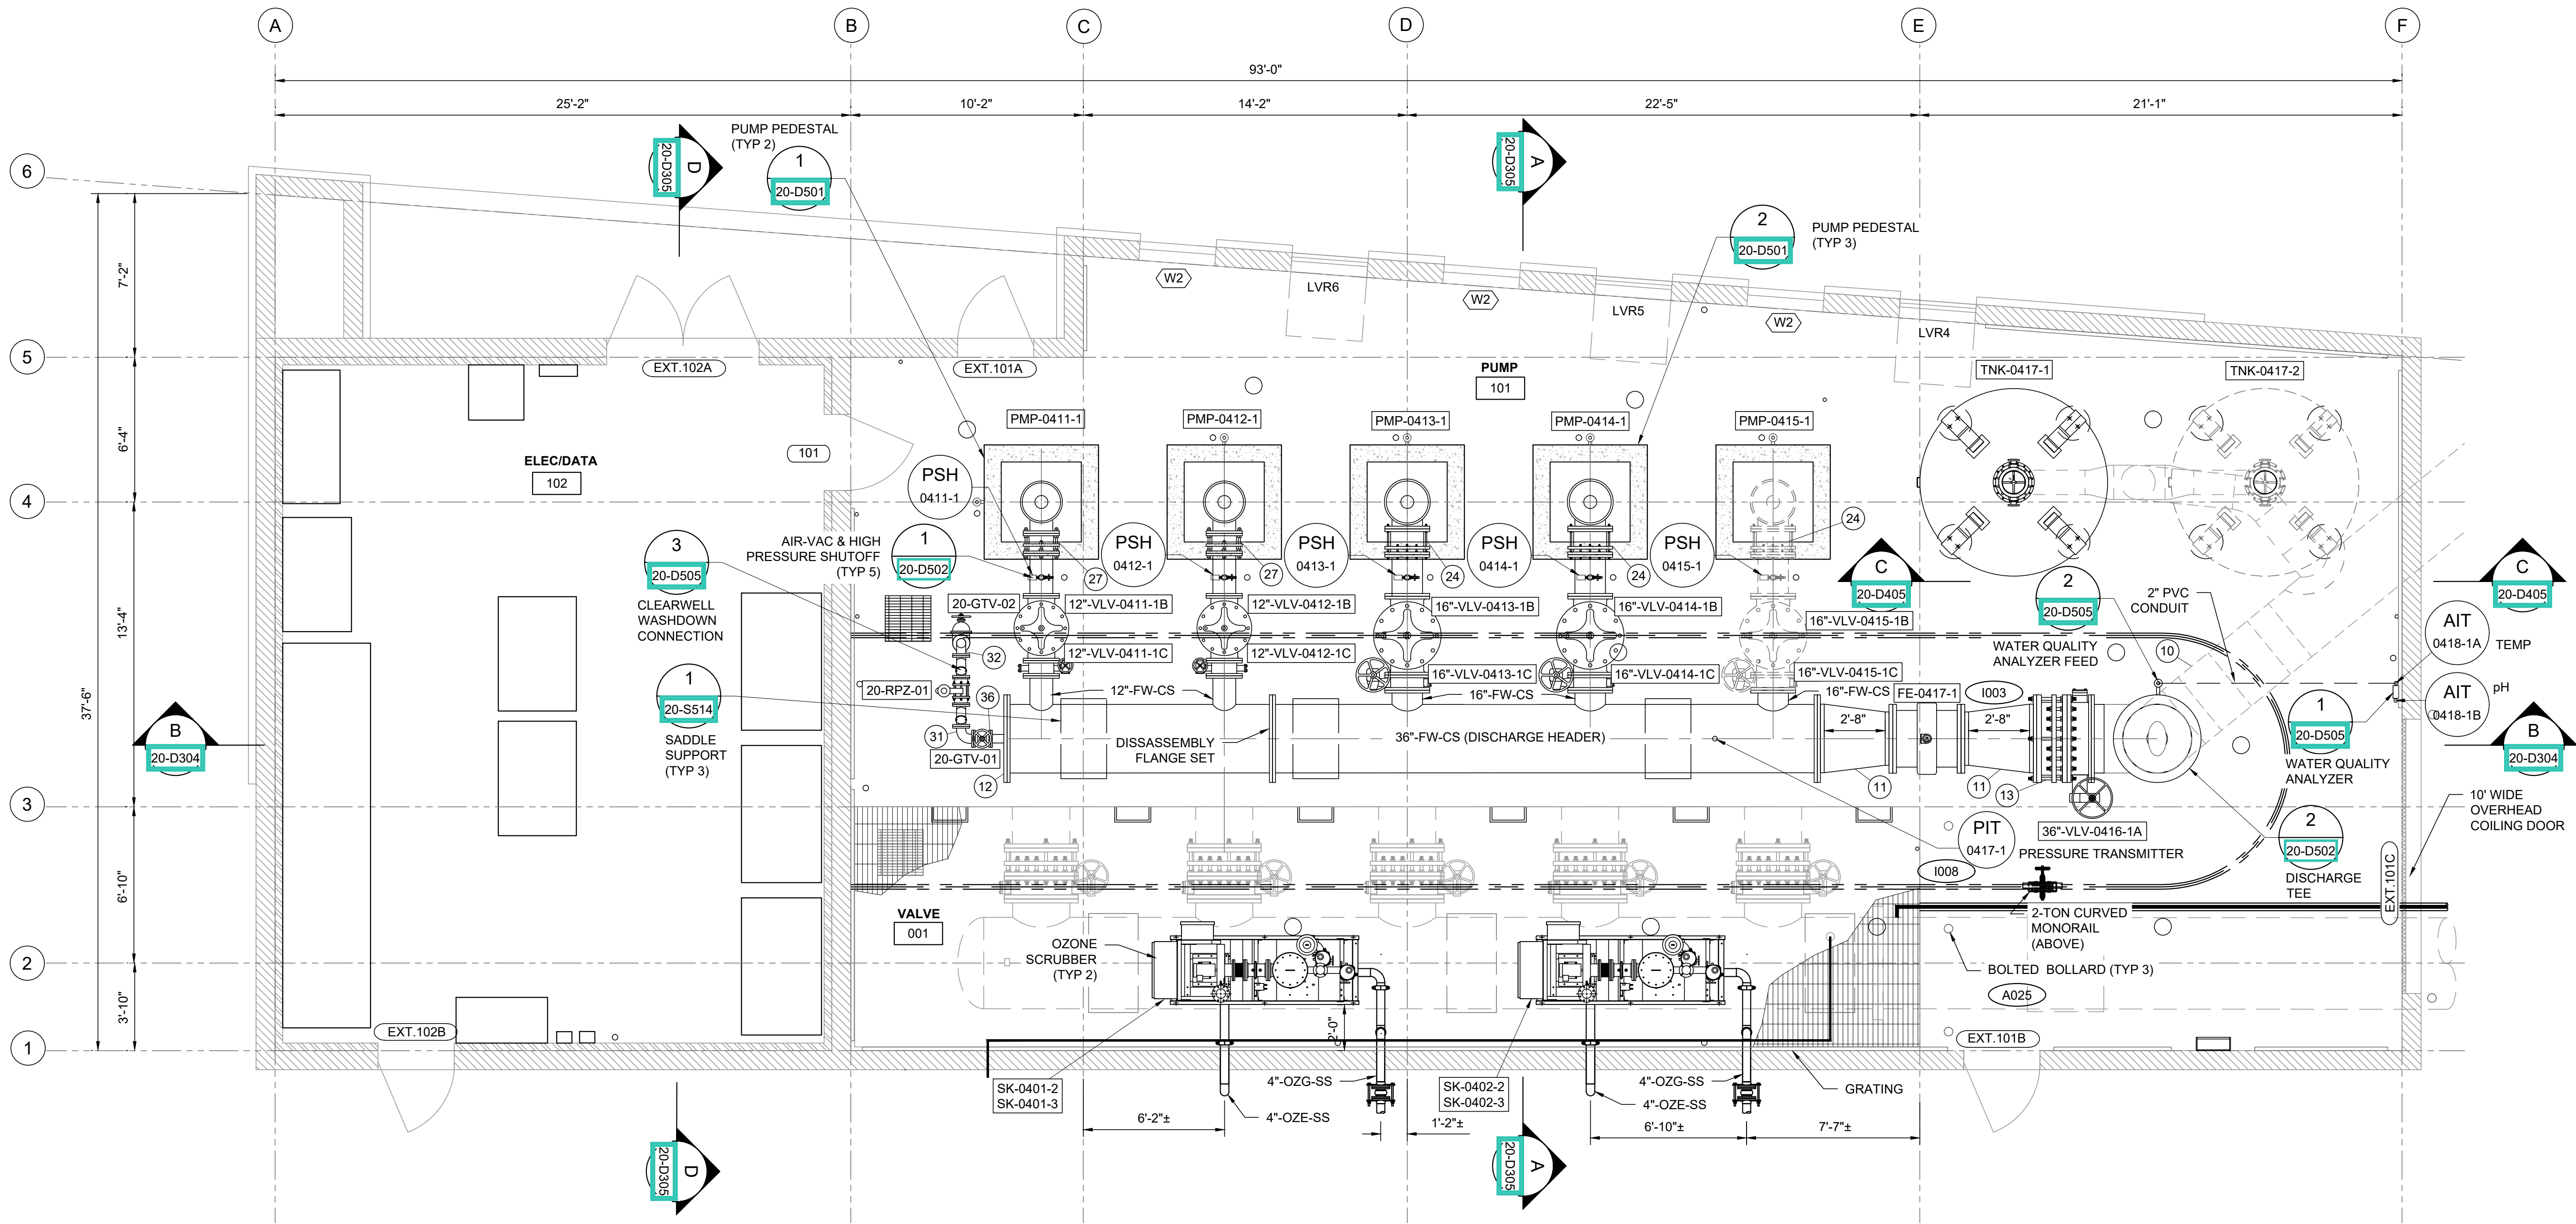 A
B
C
D
E
F
93'-0"
25'-2"
10'-2"
14'-2"
22'-5"
21'-1"
6
5
4
3
2
1
7'-2"
6'-4"
13'-4"
37'-6"
6'-10"
3'-10"
D
20-D305
PUMP PEDESTAL
(TYP 2)
1
20-D501
A
20-D305
2
20-D501
PUMP PEDESTAL
(TYP 3)
W2
LVR6
W2
LVR5
W2
LVR4
EXT.102A
EXT.101A
PUMP
101
TNK-0417-1
TNK-0417-2
PMP-0411-1
PMP-0412-1
PMP-0413-1
PMP-0414-1
PMP-0415-1
101
ELEC/DATA
102
PSH
0411-1
PSH
0412-1
PSH
0413-1
PSH
0414-1
PSH
0415-1
AIR-VAC & HIGH
PRESSURE SHUTOFF
(TYP 5)
1
20-D502
27
27
24
24
24
3
20-D505
CLEARWELL
WASHDOWN
CONNECTION
C
20-D405
C
20-D405
2
20-D505
WATER QUALITY
ANALYZER FEED
2" PVC
CONDUIT
AIT
0418-1A
TEMP
AIT
0418-1B
pH
20-GTV-02
12"-VLV-0411-1B
12"-VLV-0412-1B
16"-VLV-0413-1B
16"-VLV-0414-1B
16"-VLV-0415-1B
32
12"-VLV-0411-1C
12"-VLV-0412-1C
16"-VLV-0413-1C
16"-VLV-0414-1C
16"-VLV-0415-1C
10
20-RPZ-01
36
12"-FW-CS
16"-FW-CS
16"-FW-CS
FE-0417-1
I003
1
20-S514
SADDLE
SUPPORT
(TYP 3)
31
20-GTV-01
12
DISSASSEMBLY
FLANGE SET
36"-FW-CS (DISCHARGE HEADER)
2'-8"
2'-8"
11
11
13
1
20-D505
WATER QUALITY
ANALYZER
B
20-D304
B
20-D304
10' WIDE
OVERHEAD
COILING DOOR
36"-VLV-0416-1A
PIT
0417-1
PRESSURE TRANSMITTER
I008
2
20-D502
DISCHARGE
TEE
EXT.101C
2-TON CURVED
MONORAIL
(ABOVE)
VALVE
001
OZONE
SCRUBBER
(TYP 2)
BOLTED BOLLARD (TYP 3)
A025
EXT.102B
EXT.101B
2'-0"
SK-0401-2
SK-0401-3
4"-OZG-SS
4"-OZE-SS
SK-0402-2
SK-0402-3
4"-OZG-SS
4"-OZE-SS
GRATING
6'-2"±
1'-2"±
6'-10"±
7'-7"±
D
20-D305
A
20-D305